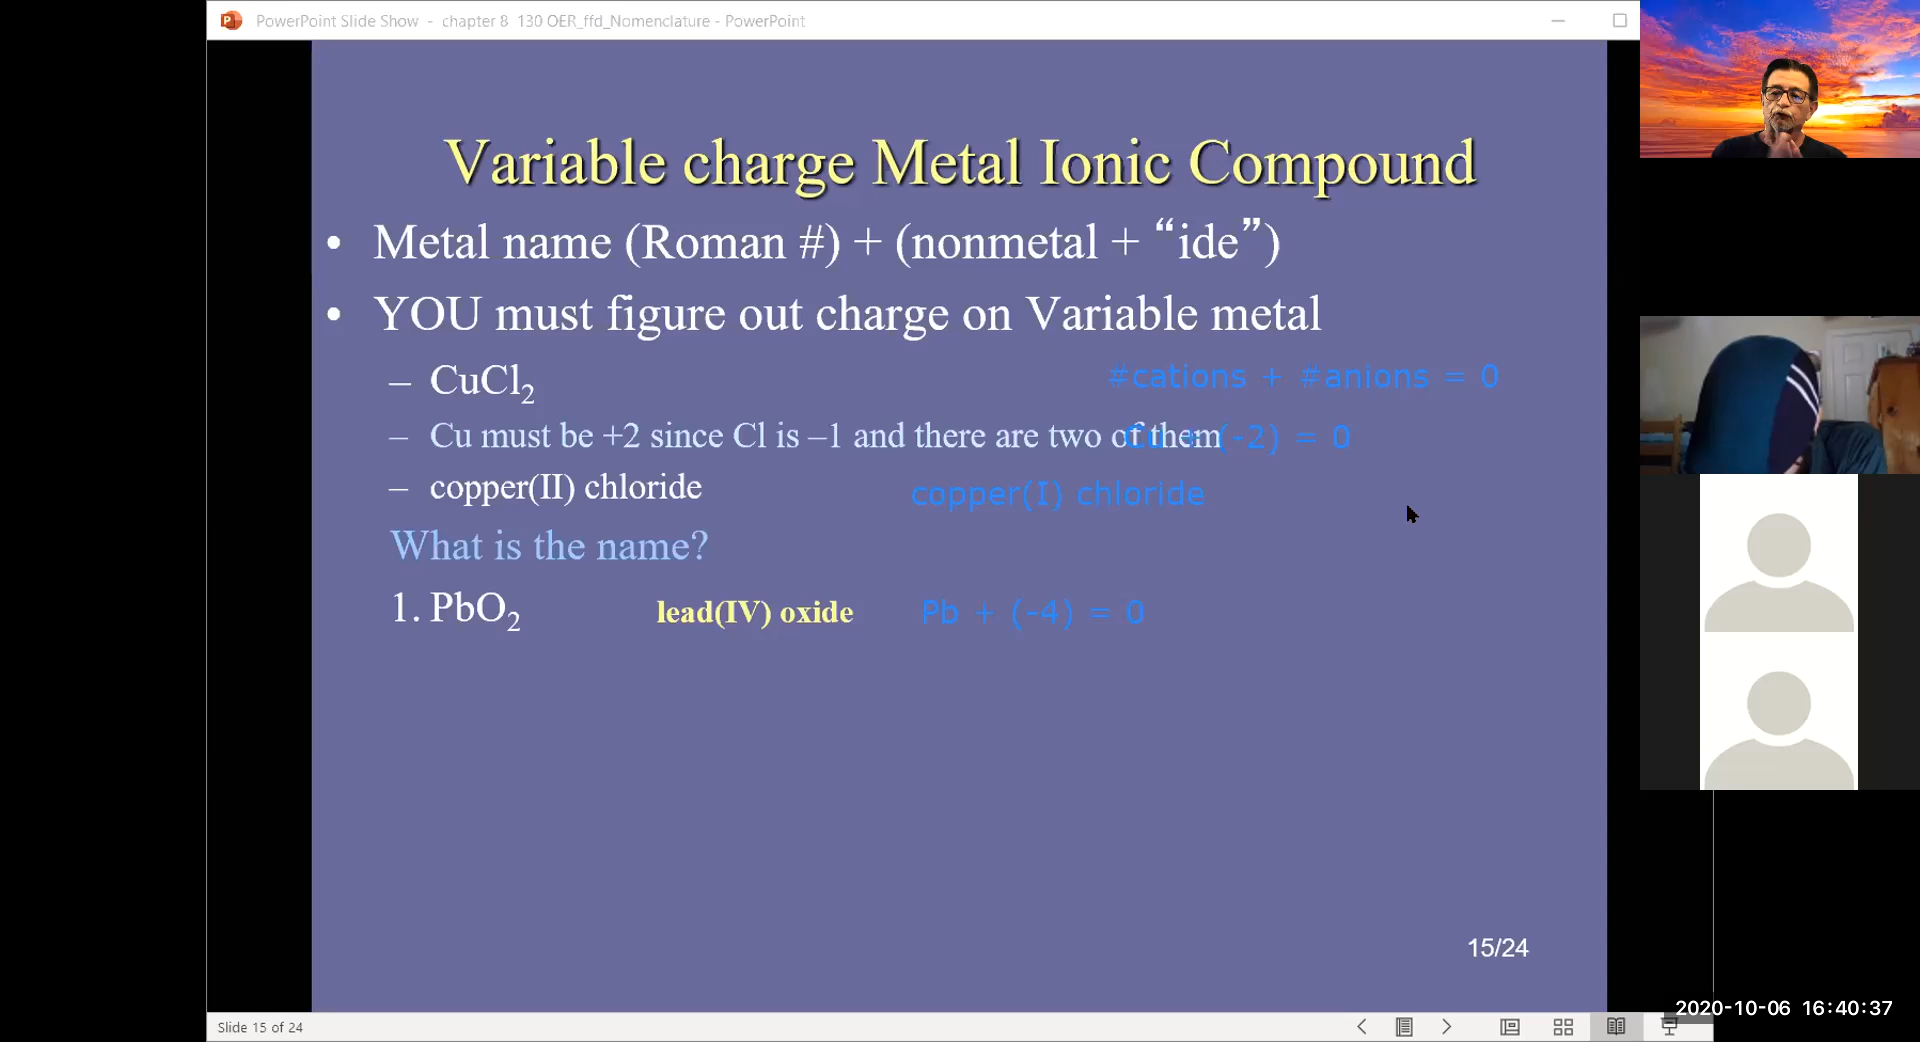 PowerPoint Slide Show - chapter 8 130 OER_ffd_Nomenclature - PowerPoint
Variable charge Metal Ionic Compound
• Metal name (Roman #) + (nonmetal + “ide”)
• YOU must figure out charge on Variable metal
– CuCl₂
#cations + #anions = 0
– Cu must be +2 since Cl is –1 and there are two of them
Cu + (-2) = 0
– copper(II) chloride
copper(I) chloride
What is the name?
1. PbO₂ lead(IV) oxide Pb + (-4) = 0
15/24
2020-10-06 16:40:37
Slide 15 of 24